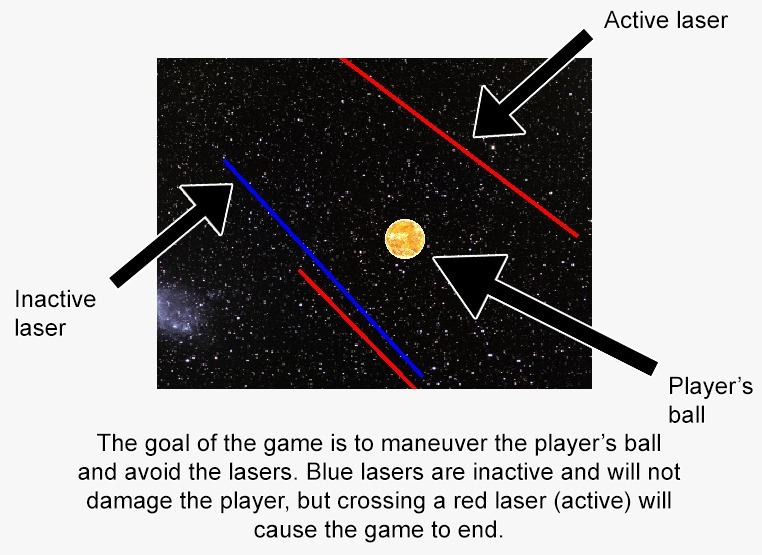 Active laser
Inactive
laser
Player's
ball
The goal of the game is to maneuver the player's ball
and avoid the lasers. Blue lasers are inactive and will not
damage the player, but crossing a red laser (active) will
cause the game to end.